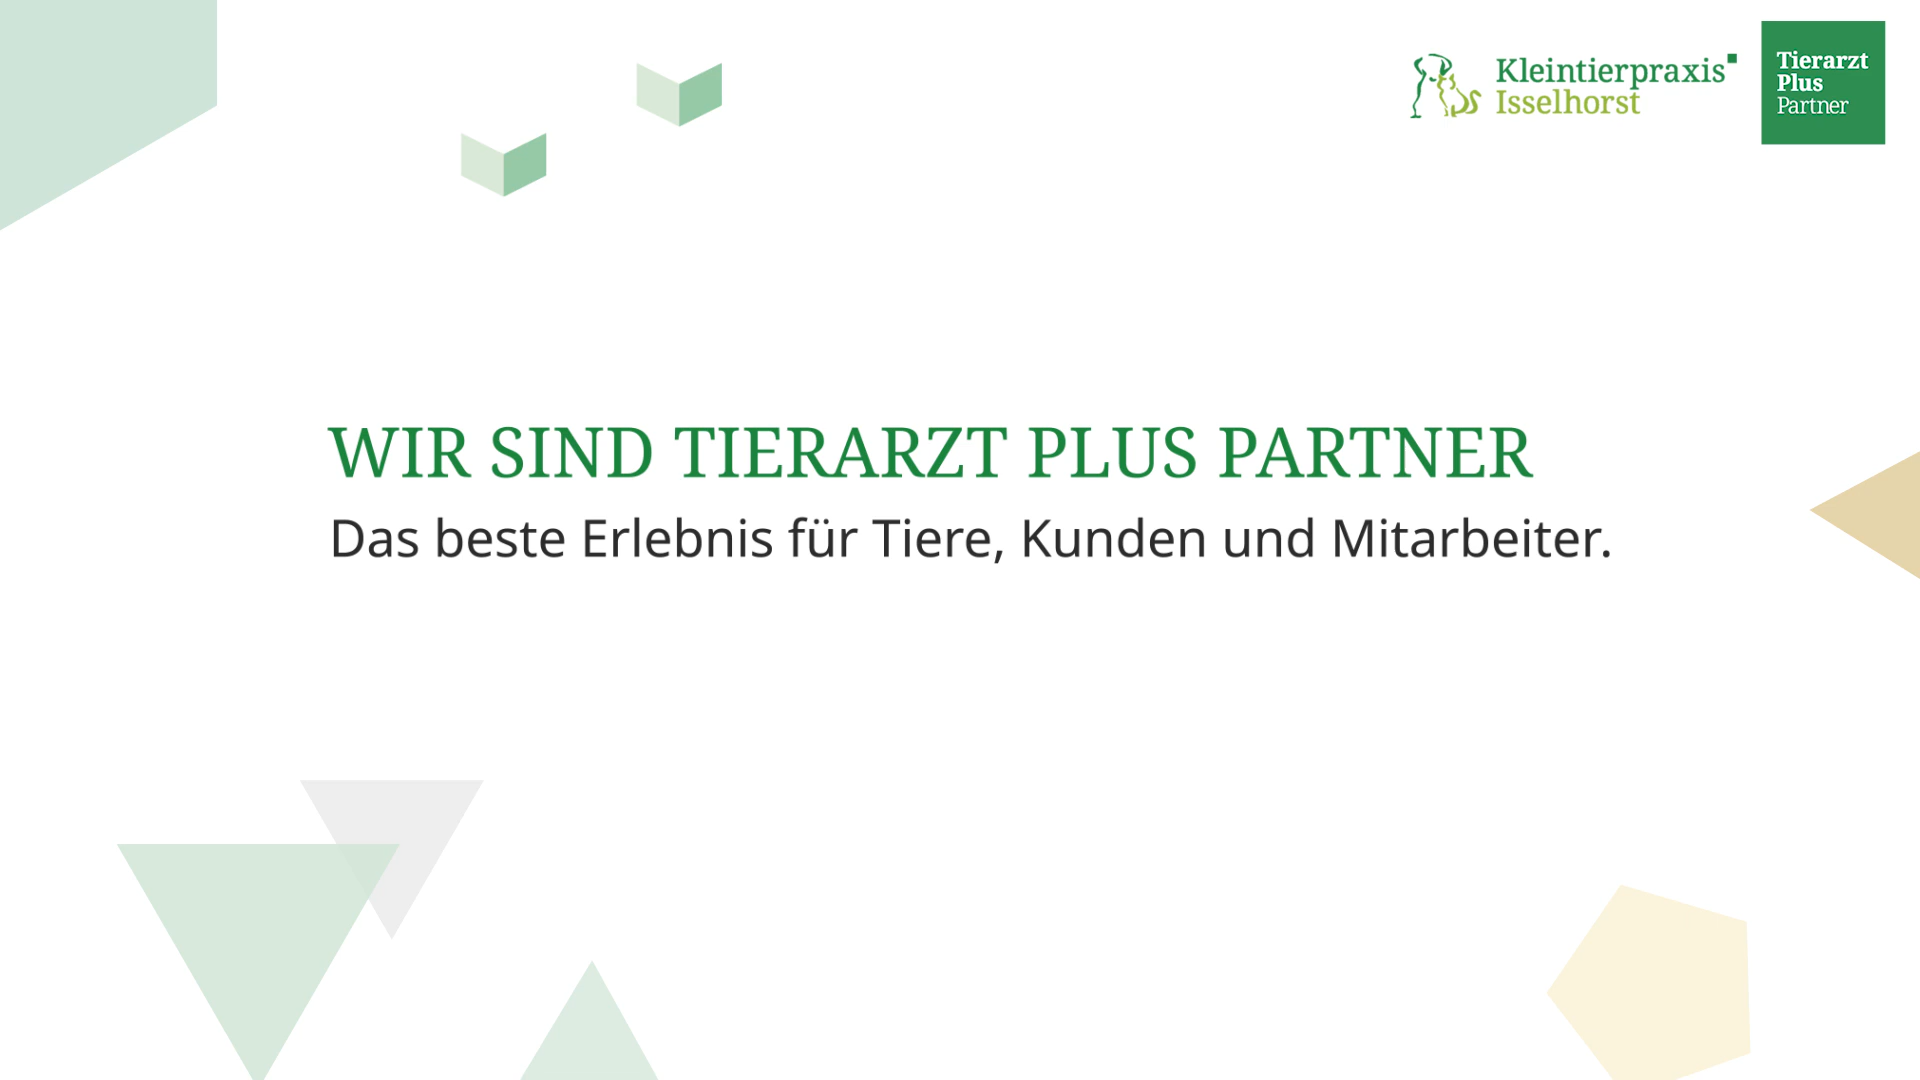 Kleintierpraxis
Isselhorst
Tierarzt
Plus
Partner
WIR SIND TIERARZT PLUS PARTNER
Das beste Erlebnis für Tiere, Kunden und Mitarbeiter.